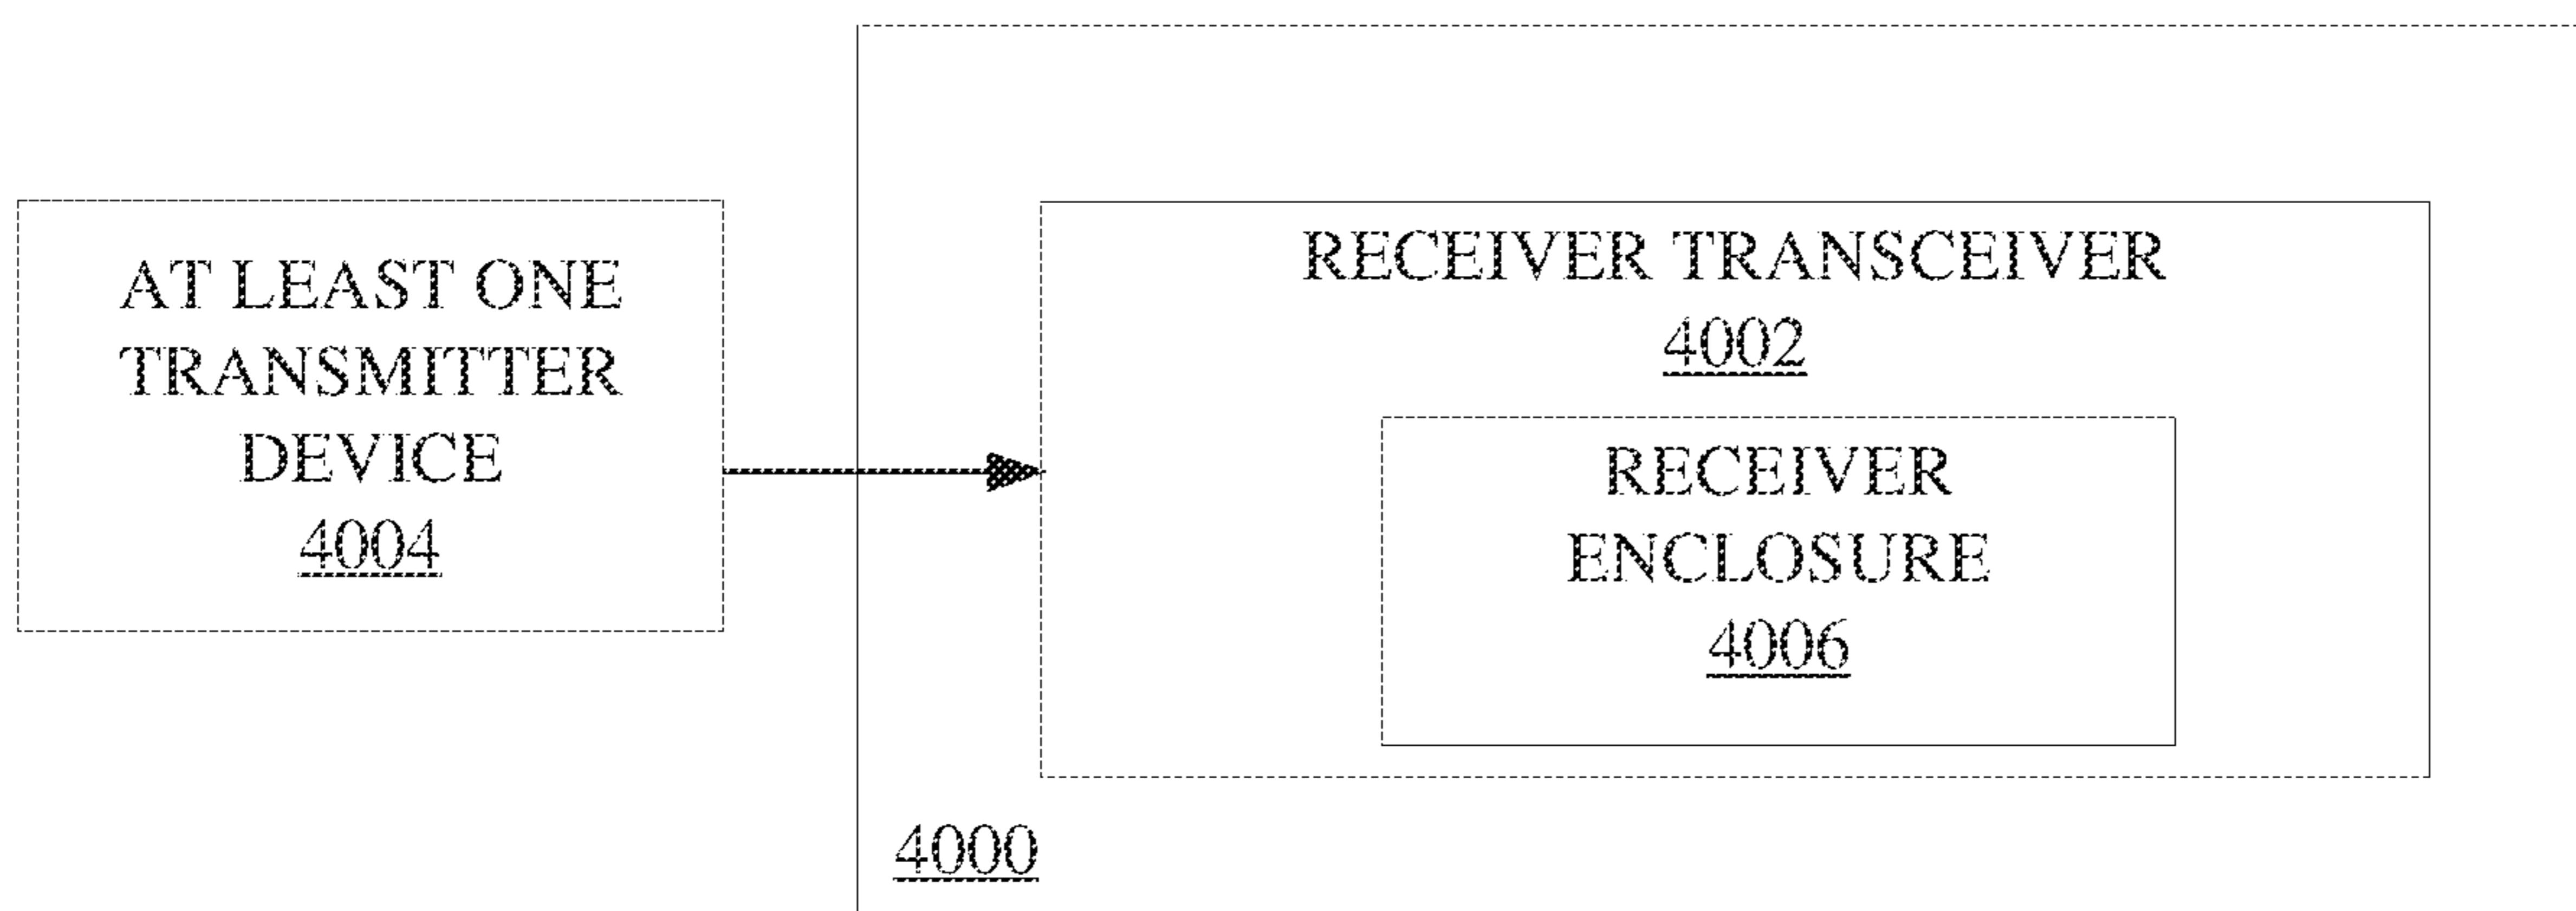 AT LEAST ONE
TRANSMITTER
DEVICE
4004
RECEIVER TRANSCEIVER
4002
RECEIVER
ENCLOSURE
4006
4000